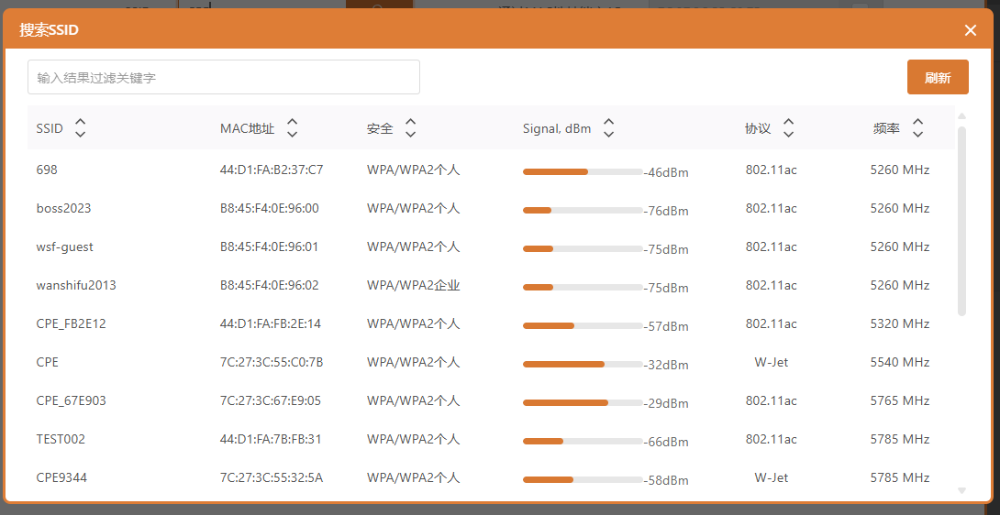 搜索SSID
输入结果过滤关键字
刷新
SSID MAC地址 安全 Signal, dBm 协议 频率
698 44:D1:FA:B2:37:C7 WPA/WPA2个人 -46dBm 802.11ac 5260 MHz
boss2023 B8:45:F4:0E:96:00 WPA/WPA2个人 -76dBm 802.11ac 5260 MHz
wsf-guest B8:45:F4:0E:96:01 WPA/WPA2个人 -75dBm 802.11ac 5260 MHz
wanshifu2013 B8:45:F4:0E:96:02 WPA/WPA2企业 -75dBm 802.11ac 5260 MHz
CPE_FB2E12 44:D1:FA:FB:2E:14 WPA/WPA2个人 -57dBm 802.11ac 5320 MHz
CPE 7C:27:3C:55:C0:7B WPA/WPA2个人 -32dBm W-Jet 5540 MHz
CPE_67E903 7C:27:3C:67:E9:05 WPA/WPA2个人 -29dBm 802.11ac 5765 MHz
TEST002 44:D1:FA:7B:FB:31 WPA/WPA2个人 -66dBm 802.11ac 5785 MHz
CPE9344 7C:27:3C:55:32:5A WPA/WPA2个人 -58dBm W-Jet 5785 MHz